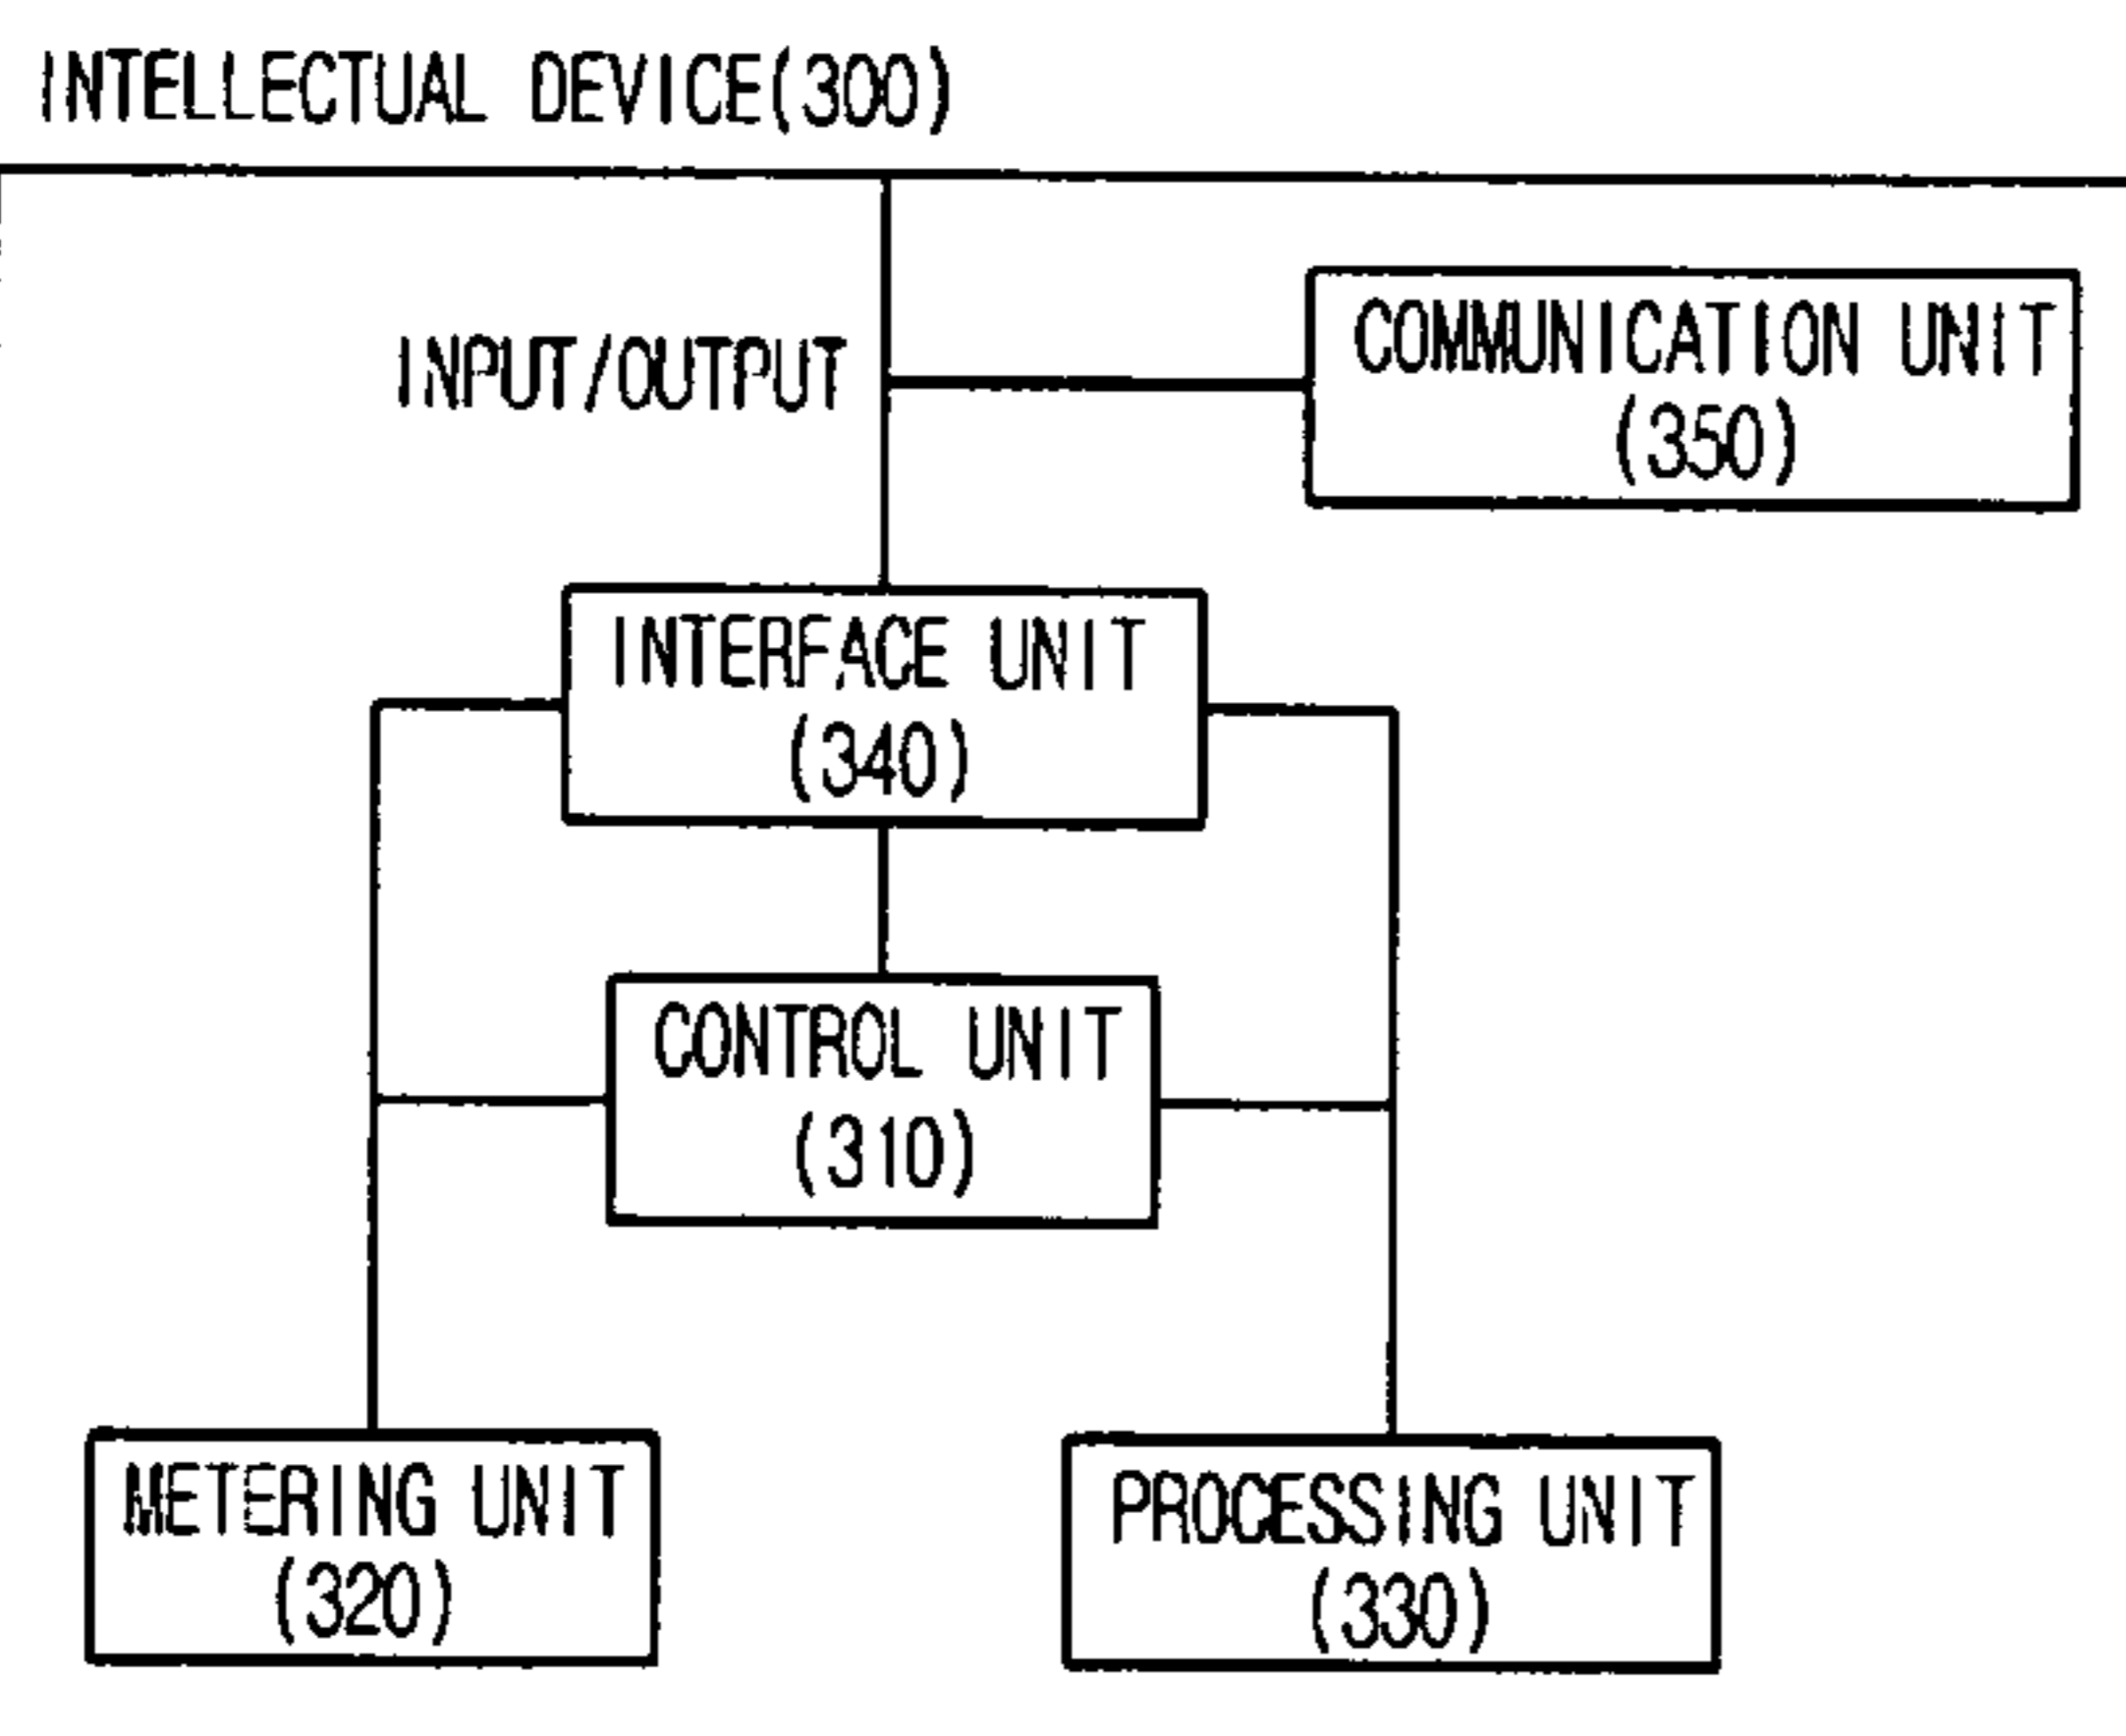 INTELLECTUAL DEVICE(300)
INPUT/OUTPUT
COMMUNICATION UNIT
(350)
INTERFACE UNIT
(340)
CONTROL UNIT
(310)
METERING UNIT
(320)
PROCESSING UNIT
(330)